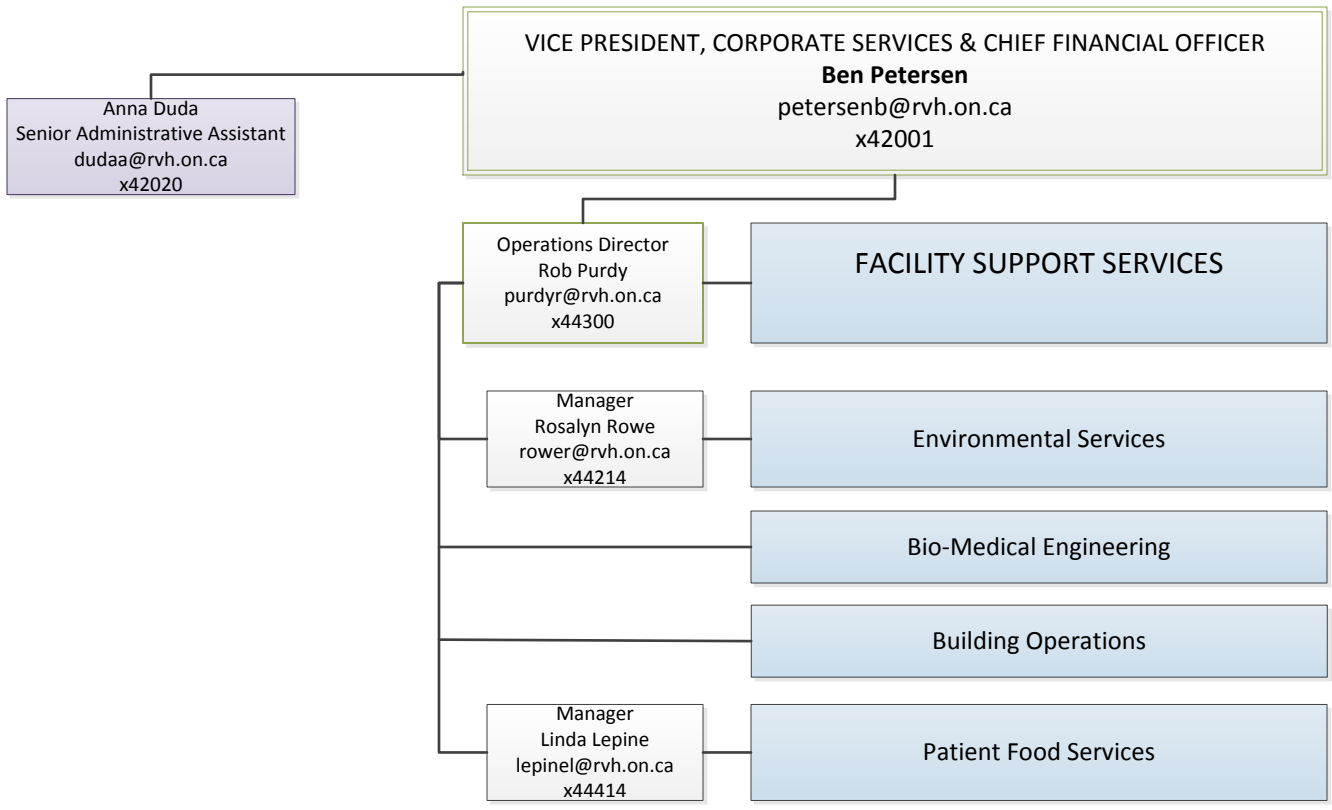 VICE PRESIDENT, CORPORATE SERVICES & CHIEF FINANCIAL OFFICER
Ben Petersen
petersenb@rvh.on.ca
x42001
Anna Duda
Senior Administrative Assistant
dudaa@rvh.on.ca
x42020
Operations Director
Rob Purdy
purdyr@rvh.on.ca
x44300
FACILITY SUPPORT SERVICES
Manager
Rosalyn Rowe
rower@rvh.on.ca
x44214
Environmental Services
Bio-Medical Engineering
Building Operations
Manager
Linda Lepine
lepinel@rvh.on.ca
x44414
Patient Food Services